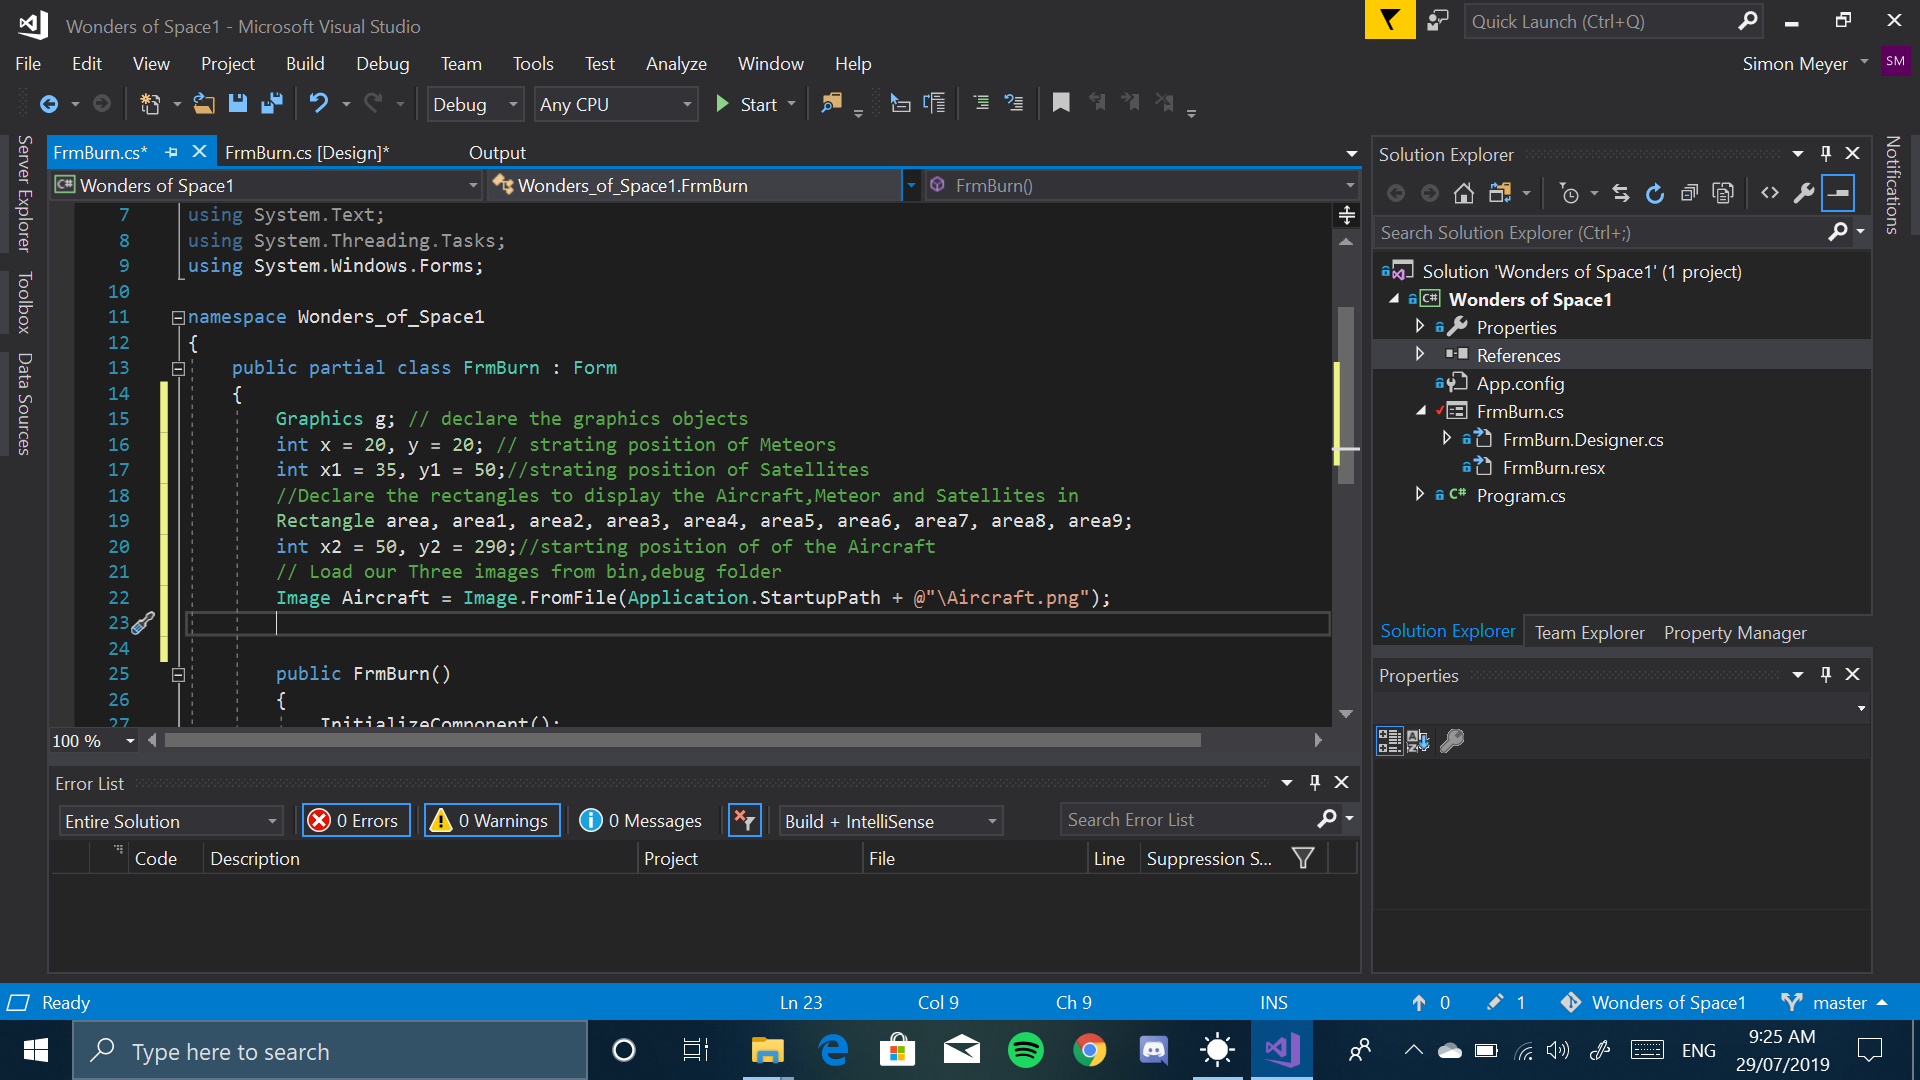 Wonders of Space1 - Microsoft Visual Studio
Quick Launch (Ctrl+Q)
File Edit View Project Build Debug Team Tools Test Analyze Window Help
Simon Meyer SM
Debug Any CPU Start
Server Explorer
Toolbox
Data Sources
FrmBurn.cs* FrmBurn.cs [Design]* Output
C# Wonders of Space1 Wonders_of_Space1.FrmBurn FrmBurn()
7 using System.Text;
8 using System.Threading.Tasks;
9 using System.Windows.Forms;
10
11 namespace Wonders_of_Space1
12 {
13 public partial class FrmBurn : Form
14 {
15 Graphics g; // declare the graphics objects
16 int x = 20, y = 20; // strating position of Meteors
17 int x1 = 35, y1 = 50;//strating position of Satellites
18 //Declare the rectangles to display the Aircraft,Meteor and Satellites in
19 Rectangle area, area1, area2, area3, area4, area5, area6, area7, area8, area9;
20 int x2 = 50, y2 = 290;//starting position of of the Aircraft
21 // Load our Three images from bin,debug folder
22 Image Aircraft = Image.FromFile(Application.StartupPath + @"\Aircraft.png");
23
24
25 public FrmBurn()
26 {
27 InitializeComponent();
100 %
Error List
Entire Solution 0 Errors 0 Warnings 0 Messages Build + IntelliSense Search Error List
Code Description Project File Line Suppression S...
Solution Explorer
Search Solution Explorer (Ctrl+;)
Solution 'Wonders of Space1' (1 project)
C# Wonders of Space1
Properties
References
App.config
FrmBurn.cs
FrmBurn.Designer.cs
FrmBurn.resx
C# Program.cs
Solution Explorer Team Explorer Property Manager
Properties
Notifications
Ready Ln 23 Col 9 Ch 9 INS 0 1 Wonders of Space1 master
Type here to search
ENG
9:25 AM
29/07/2019